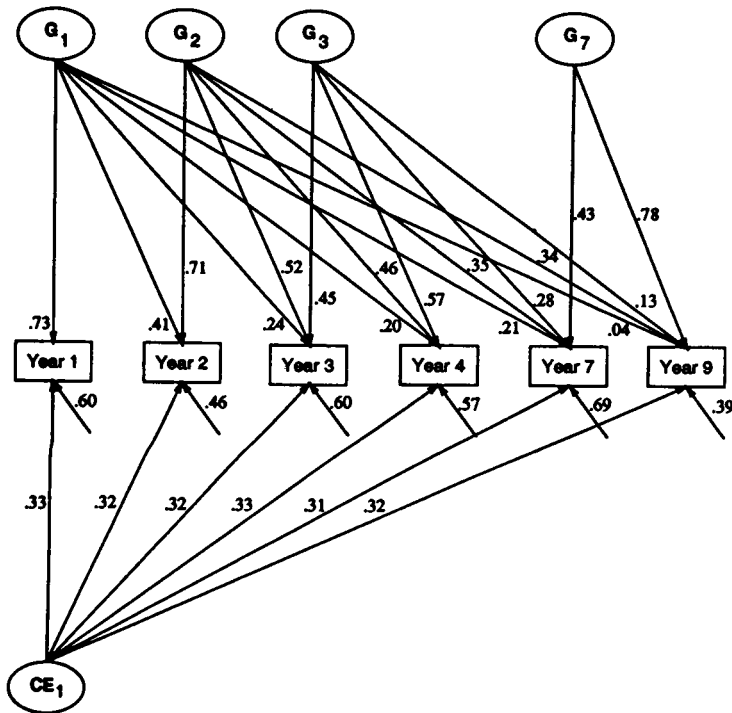 G1 G2 G3 G7
.43 .78
.34
.71 .52 .46 .35
.45 .57 .28 .13
.73 .41 .24 .20 .21 .04
Year 1 Year 2 Year 3 Year 4 Year 7 Year 9
.60 .46 .60 .57 .69 .39
.33 .32 .32 .33 .31 .32
CE1